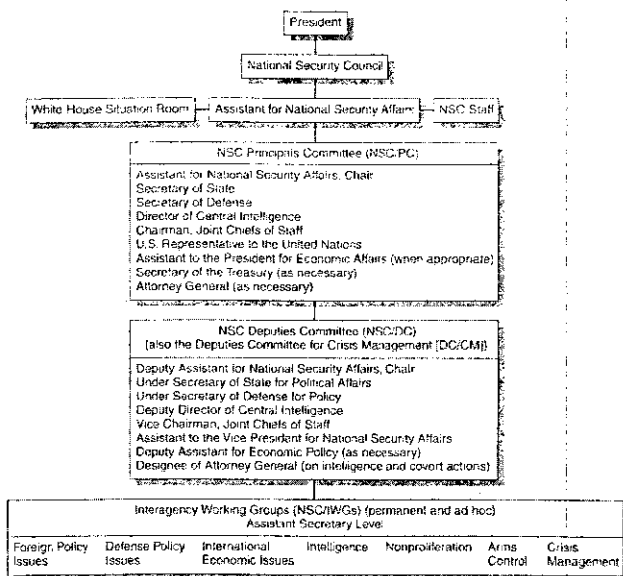 President
National Security Council
White House Situation Room
Assistant for National Security Affairs
NSC Staff
NSC Principals Committee (NSC/PC)
Assistant for National Security Affairs, Chair
Secretary of State
Secretary of Defense
Director of Central Intelligence
Chairman, Joint Chiefs of Staff
U.S. Representative to the United Nations
Assistant to the President for Economic Affairs (when appropriate)
Secretary of the Treasury (as necessary)
Attorney General (as necessary)
NSC Deputies Committee (NSC/DC)
(also the Deputies Committee for Crisis Management [DC/CM])
Deputy Assistant for National Security Affairs, Chair
Under Secretary of State for Political Affairs
Under Secretary of Defense for Policy
Deputy Director of Central Intelligence
Vice Chairman, Joint Chiefs of Staff
Assistant to the Vice President for National Security Affairs
Deputy Assistant for Economic Policy (as necessary)
Designee of Attorney General (on intelligence and covert actions)
Interagency Working Groups (NSC/IWGs) (permanent and ad hoc)
Assistant Secretary Level
Foreign Policy
Issues
Defense Policy
Issues
International
Economic Issues
Intelligence
Nonproliferation
Arms
Control
Crisis
Management